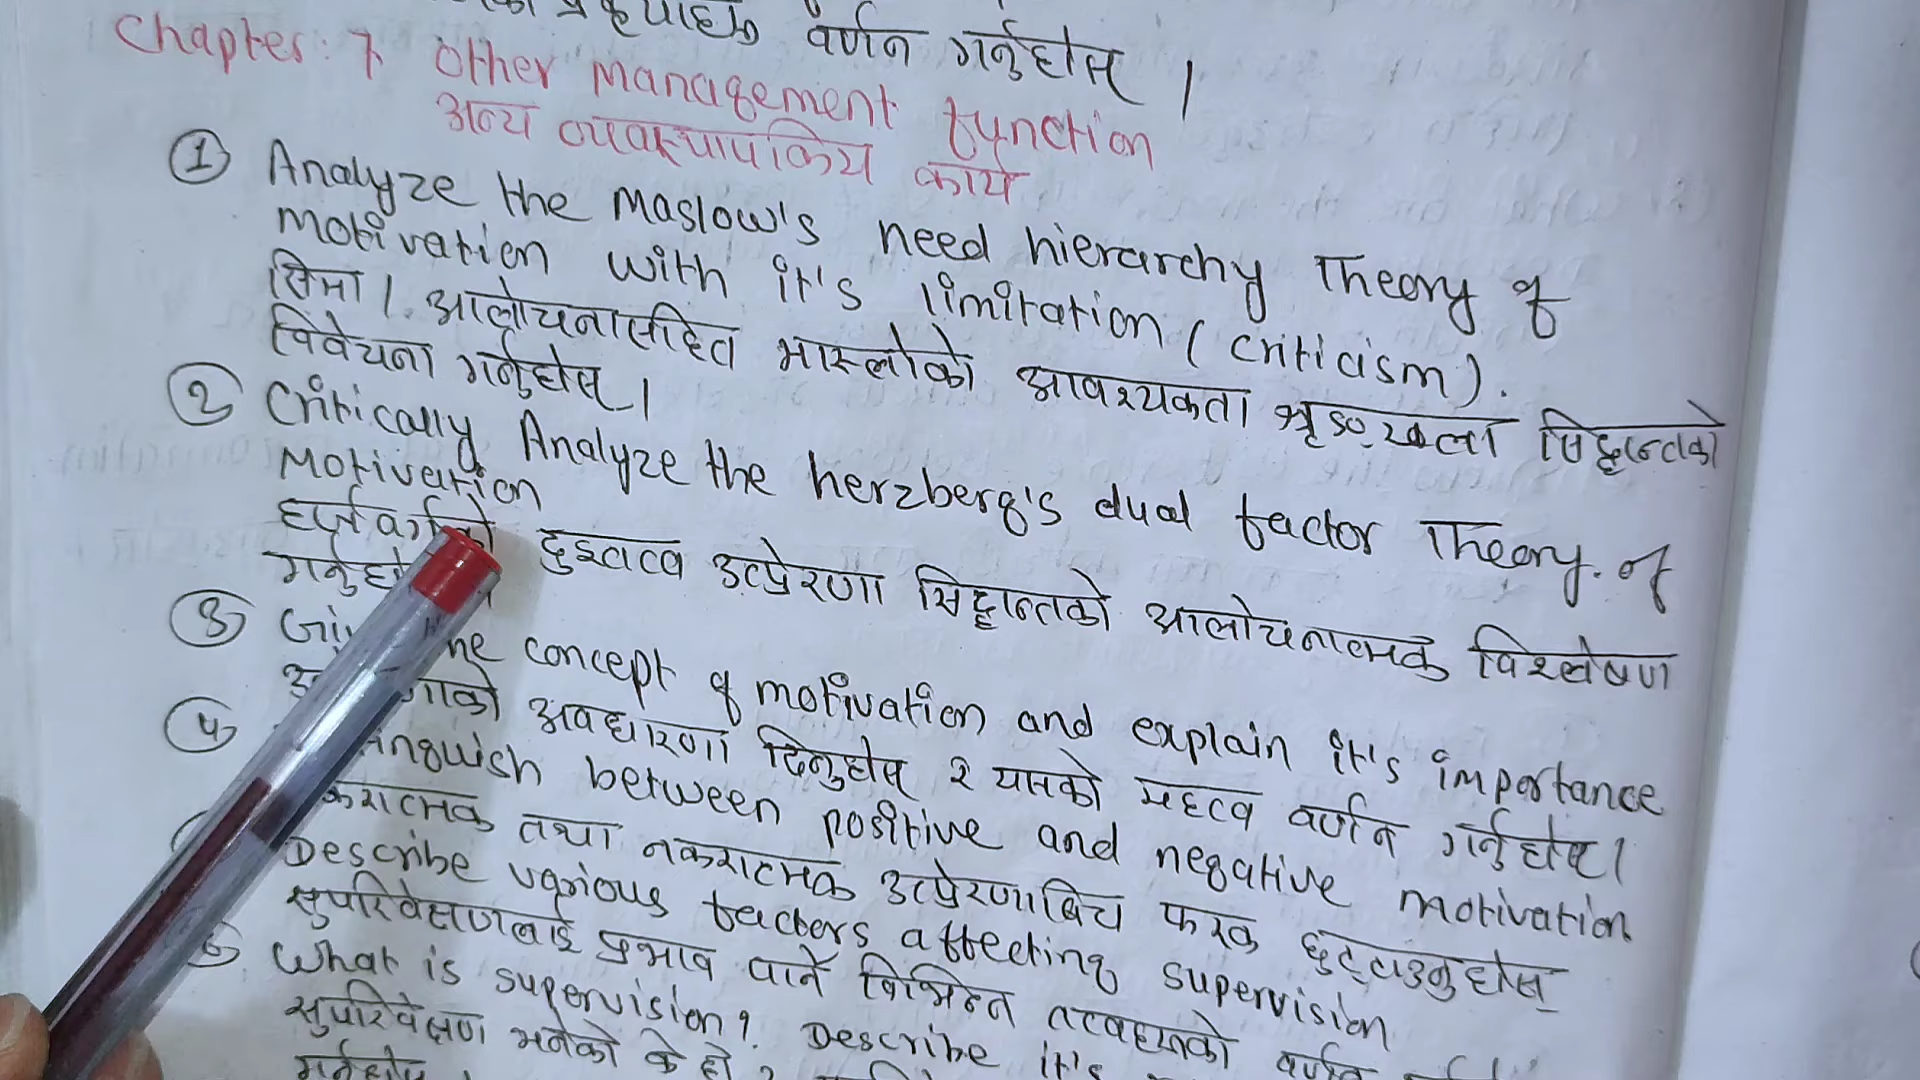 वर्णन गर्नुहोस् ।
Chapter: 7. Other Management function
अन्य व्यवस्थापकिय कार्य
① Analyze the Maslow's need hierarchy Theory of
Motivation with it's limitation (criticism).
सिमा / आलोचनासहित मास्लोको आवश्यकता श्रृङ्खला सिद्धान्तको
विवेचना गर्नुहोस् ।
② Critically Analyze the herzberg's dual factor Theory. of
Motivation
दुइतत्व उत्प्रेरणा सिद्धान्तको आलोचनात्मक विश्लेषण
③ concept of motivation and explain it's importance
अवधारणा दिनुहोस् र यसको महत्व वर्णन गर्नुहोस् ।
④ between positive and negative motivation
तथा नकरात्मक उत्प्रेरणाबिच फरक छुट्टाउनुहोस्
Describe various factors affecting supervision
सुपरिवेक्षणलाई प्रभाव पार्ने विभिन्न तत्वहरुको
What is supervision? Describe it's
सुपरिवेक्षण भनेको के हो ?